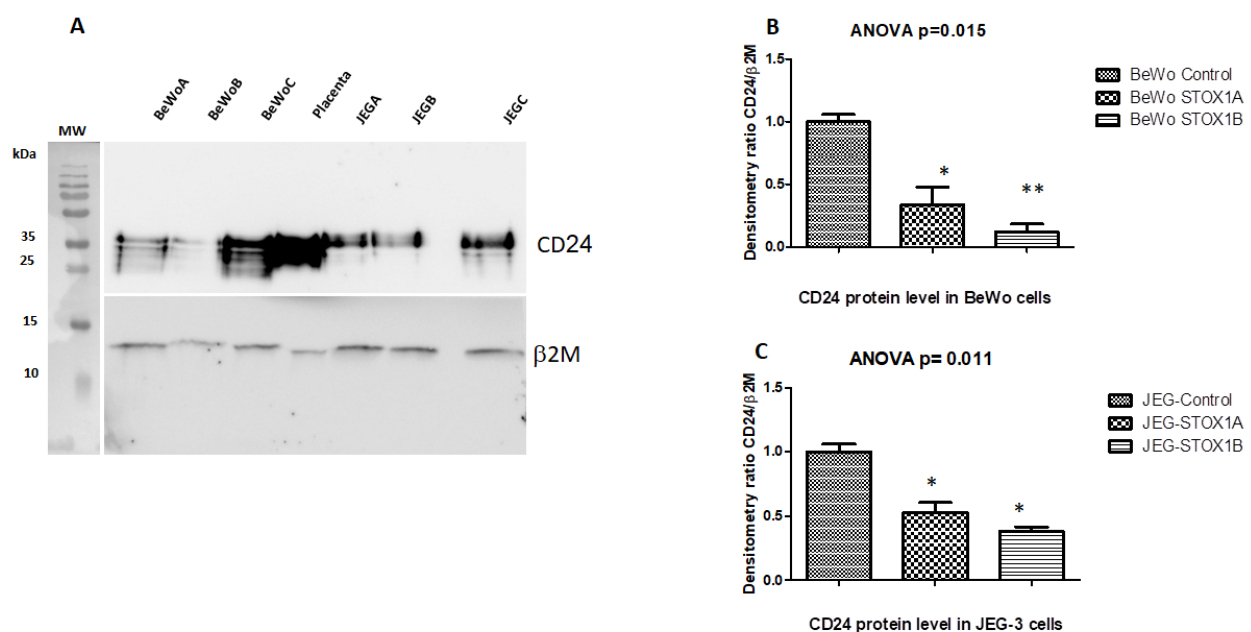 A
BeWoA
BeWoB
BeWoC
Placenta
JEGA
JEGB
JEGC
MW
kDa
35
25
15
10
CD24
β2M
B
ANOVA p=0.015
Densitometry ratio CD24/β2M
1.5
1.0
0.5
0.0
*
**
BeWo Control
BeWo STOX1A
BeWo STOX1B
CD24 protein level in BeWo cells
C
ANOVA p= 0.011
Densitometry ratio CD24/β2M
1.5
1.0
0.5
0.0
*
*
JEG-Control
JEG-STOX1A
JEG-STOX1B
CD24 protein level in JEG-3 cells